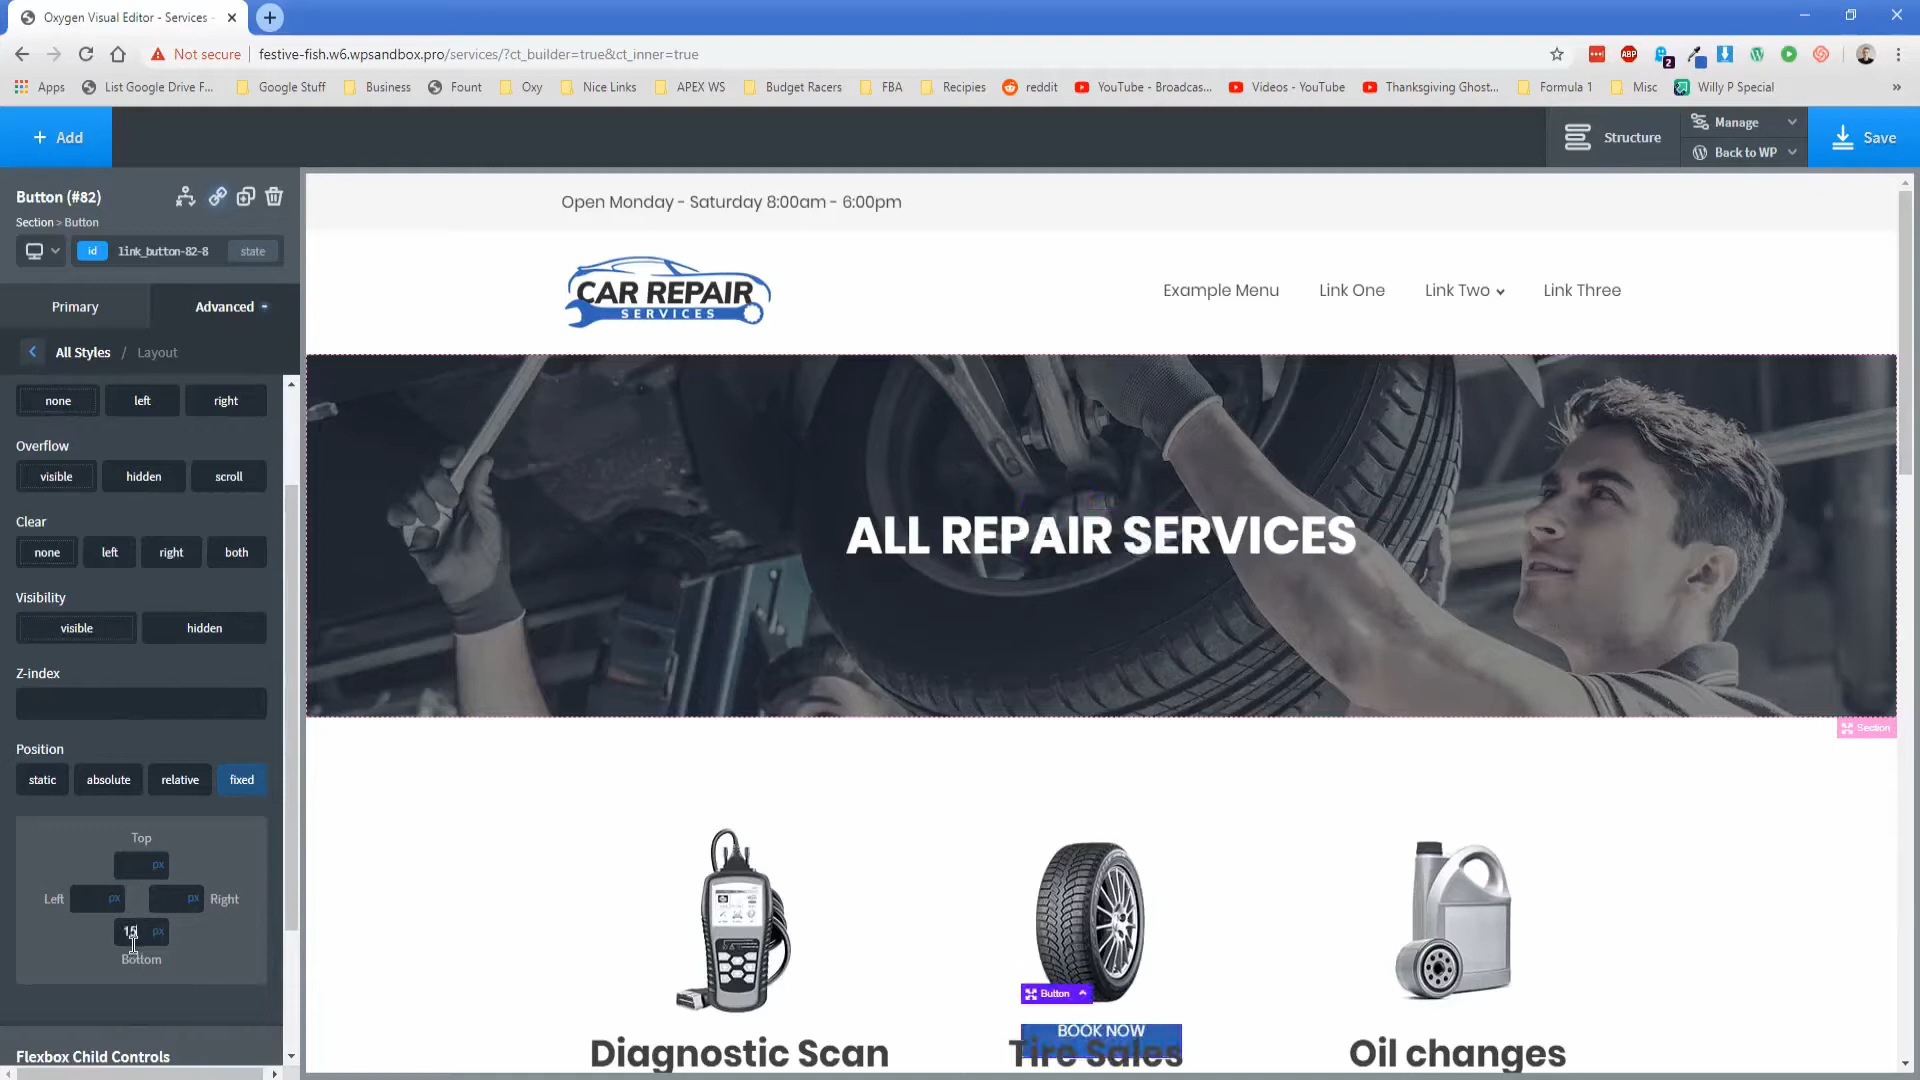 Oxygen Visual Editor - Services -
Not secure
festive-fish.w6.wpsandbox.pro/services/?ct_builder=true&ct_inner=true
ABP
2
Apps
List Google Drive F...
Google Stuff
Business
Fount
Oxy
Nice Links
APEX WS
Budget Racers
FBA
Recipies
reddit
YouTube - Broadcas...
Videos - YouTube
Thanksgiving Ghost...
Formula 1
Misc
Willy P Special
+ Add
Structure
Manage
Back to WP
Save
Button (#82)
Section > Button
id
link_button-82-8
state
Primary
Advanced
All Styles / Layout
none
left
right
Overflow
visible
hidden
scroll
Clear
none
left
right
both
Visibility
visible
hidden
Z-index
Position
static
absolute
relative
fixed
Top
px
Left
px
px
Right
15
px
Bottom
Flexbox Child Controls
Open Monday - Saturday 8:00am - 6:00pm
CAR REPAIR
SERVICES
Example Menu
Link One
Link Two
Link Three
ALL REPAIR SERVICES
Section
Button
BOOK NOW
Diagnostic Scan
Tire Sales
Oil changes